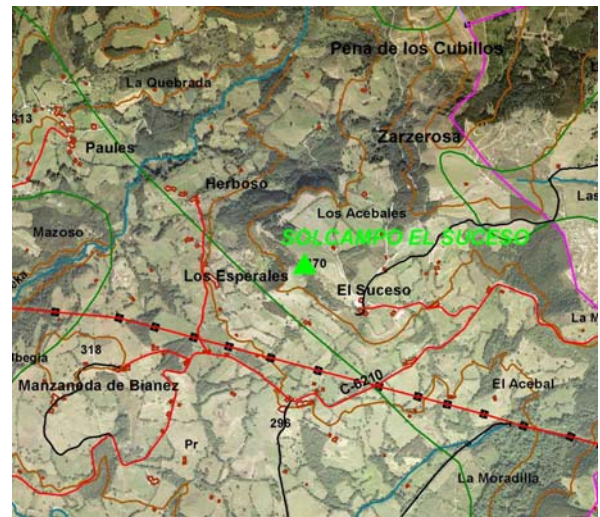 Pena de los Cubillos
La Quebrada
313
Paules
Zarzerosa
Herboso
Las
Los Acebales
Mazoso
SOLCAMPO EL SUCESO
Los Esperales
El Suceso
La M
318
C-6210
Manzaneda de Bianez
El Acebal
296
Pr
La Moradilla